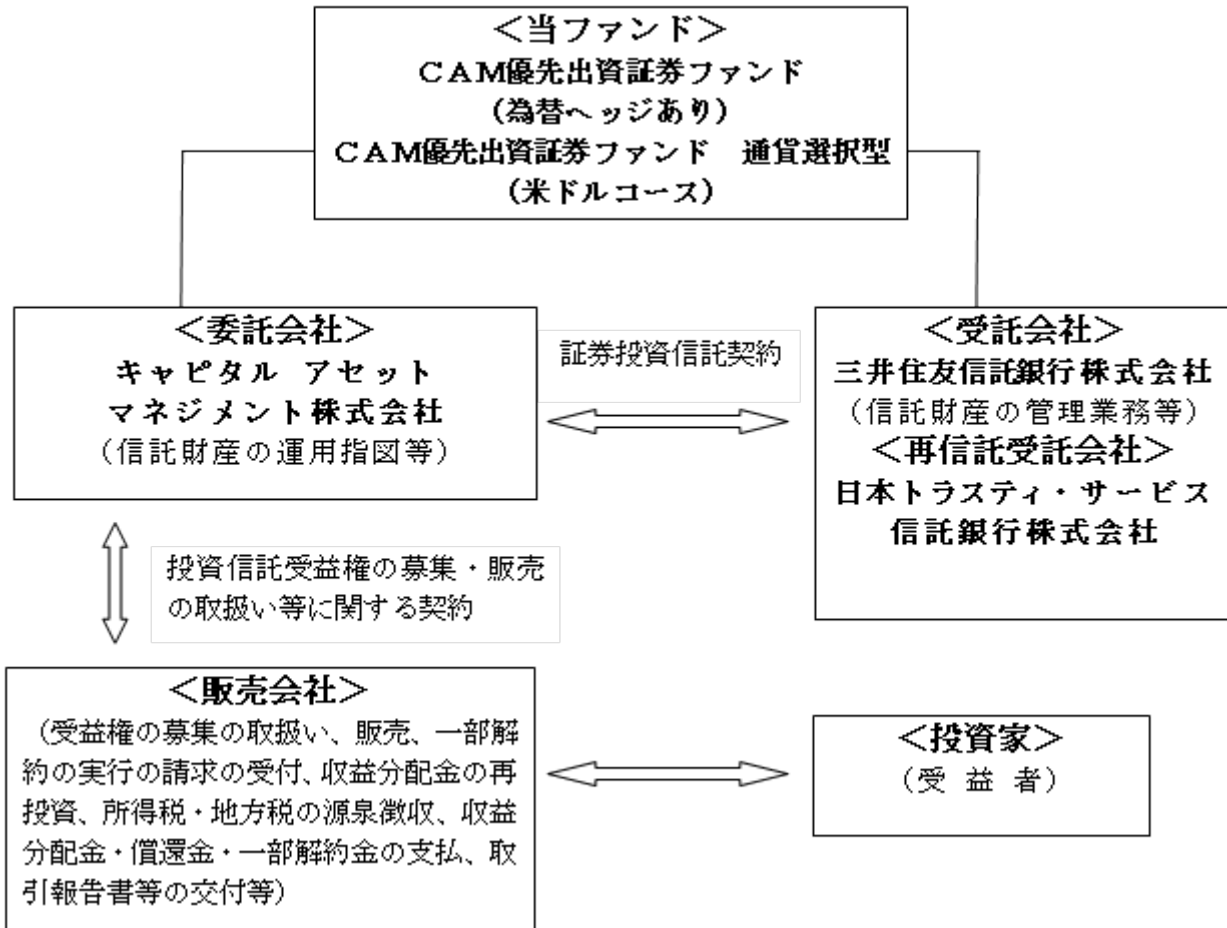 ＜当ファンド＞
ＣＡＭ優先出資証券ファンド
（為替ヘッジあり）
ＣＡＭ優先出資証券ファンド　通貨選択型
（米ドルコース）
＜委託会社＞
キャピタル アセット
マネジメント株式会社
（信託財産の運用指図等）
証券投資信託契約
＜受託会社＞
三井住友信託銀行株式会社
（信託財産の管理業務等）
＜再信託受託会社＞
日本トラスティ・サービス
信託銀行株式会社
投資信託受益権の募集・販売
の取扱い等に関する契約
＜販売会社＞
（受益権の募集の取扱い、販売、一部解
約の実行の請求の受付、収益分配金の再
投資、所得税・地方税の源泉徴収、収益
分配金・償還金・一部解約金の支払、取
引報告書等の交付等）
＜投資家＞
（受 益 者）